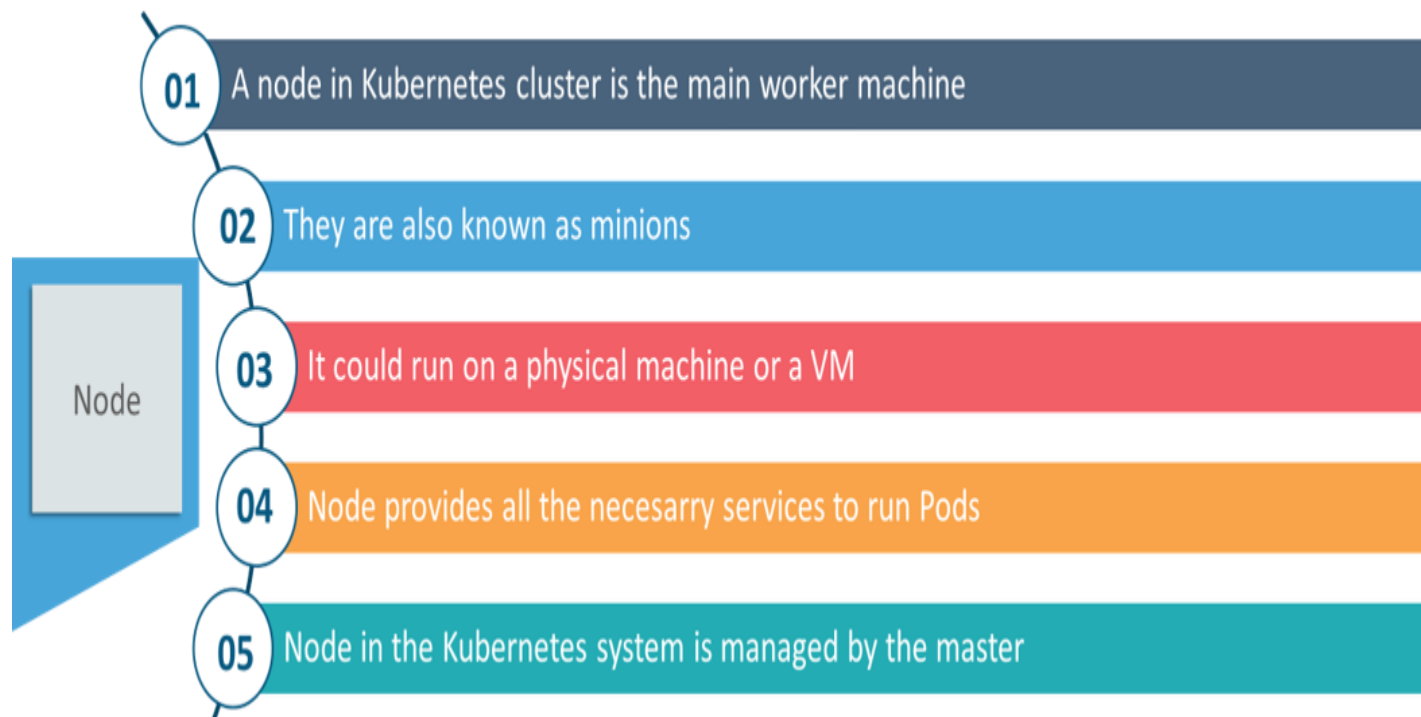 01 A node in Kubernetes cluster is the main worker machine
02 They are also known as minions
03 It could run on a physical machine or a VM
Node
04 Node provides all the necesarry services to run Pods
05 Node in the Kubernetes system is managed by the master